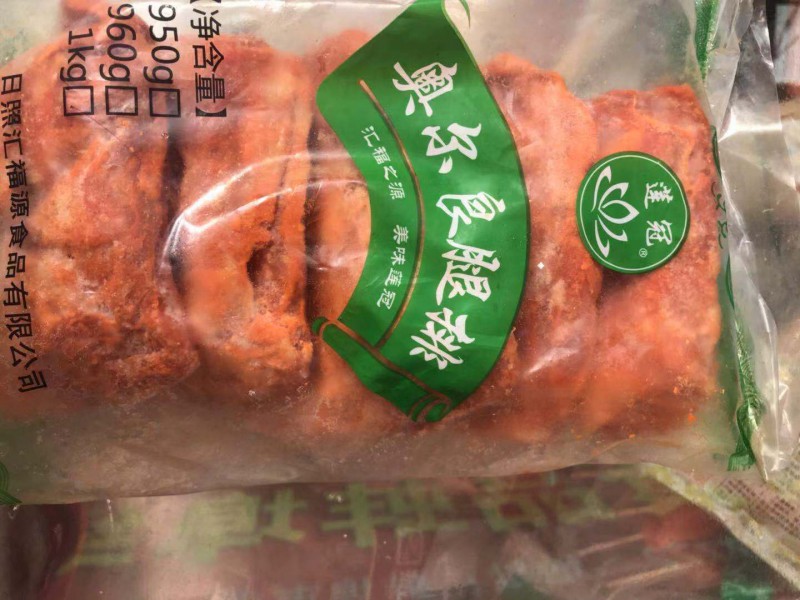 莲冠®
奥尔良腿排
汇福之源 美味莲冠
【净含量】
950g□
960g□
1kg□
日照汇福源食品有限公司